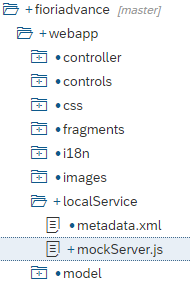 + fioriadvance [master]
+ webapp
• controller
• controls
• css
• fragments
• i18n
• images
+ localService
• metadata.xml
+ mockServer.js
• model